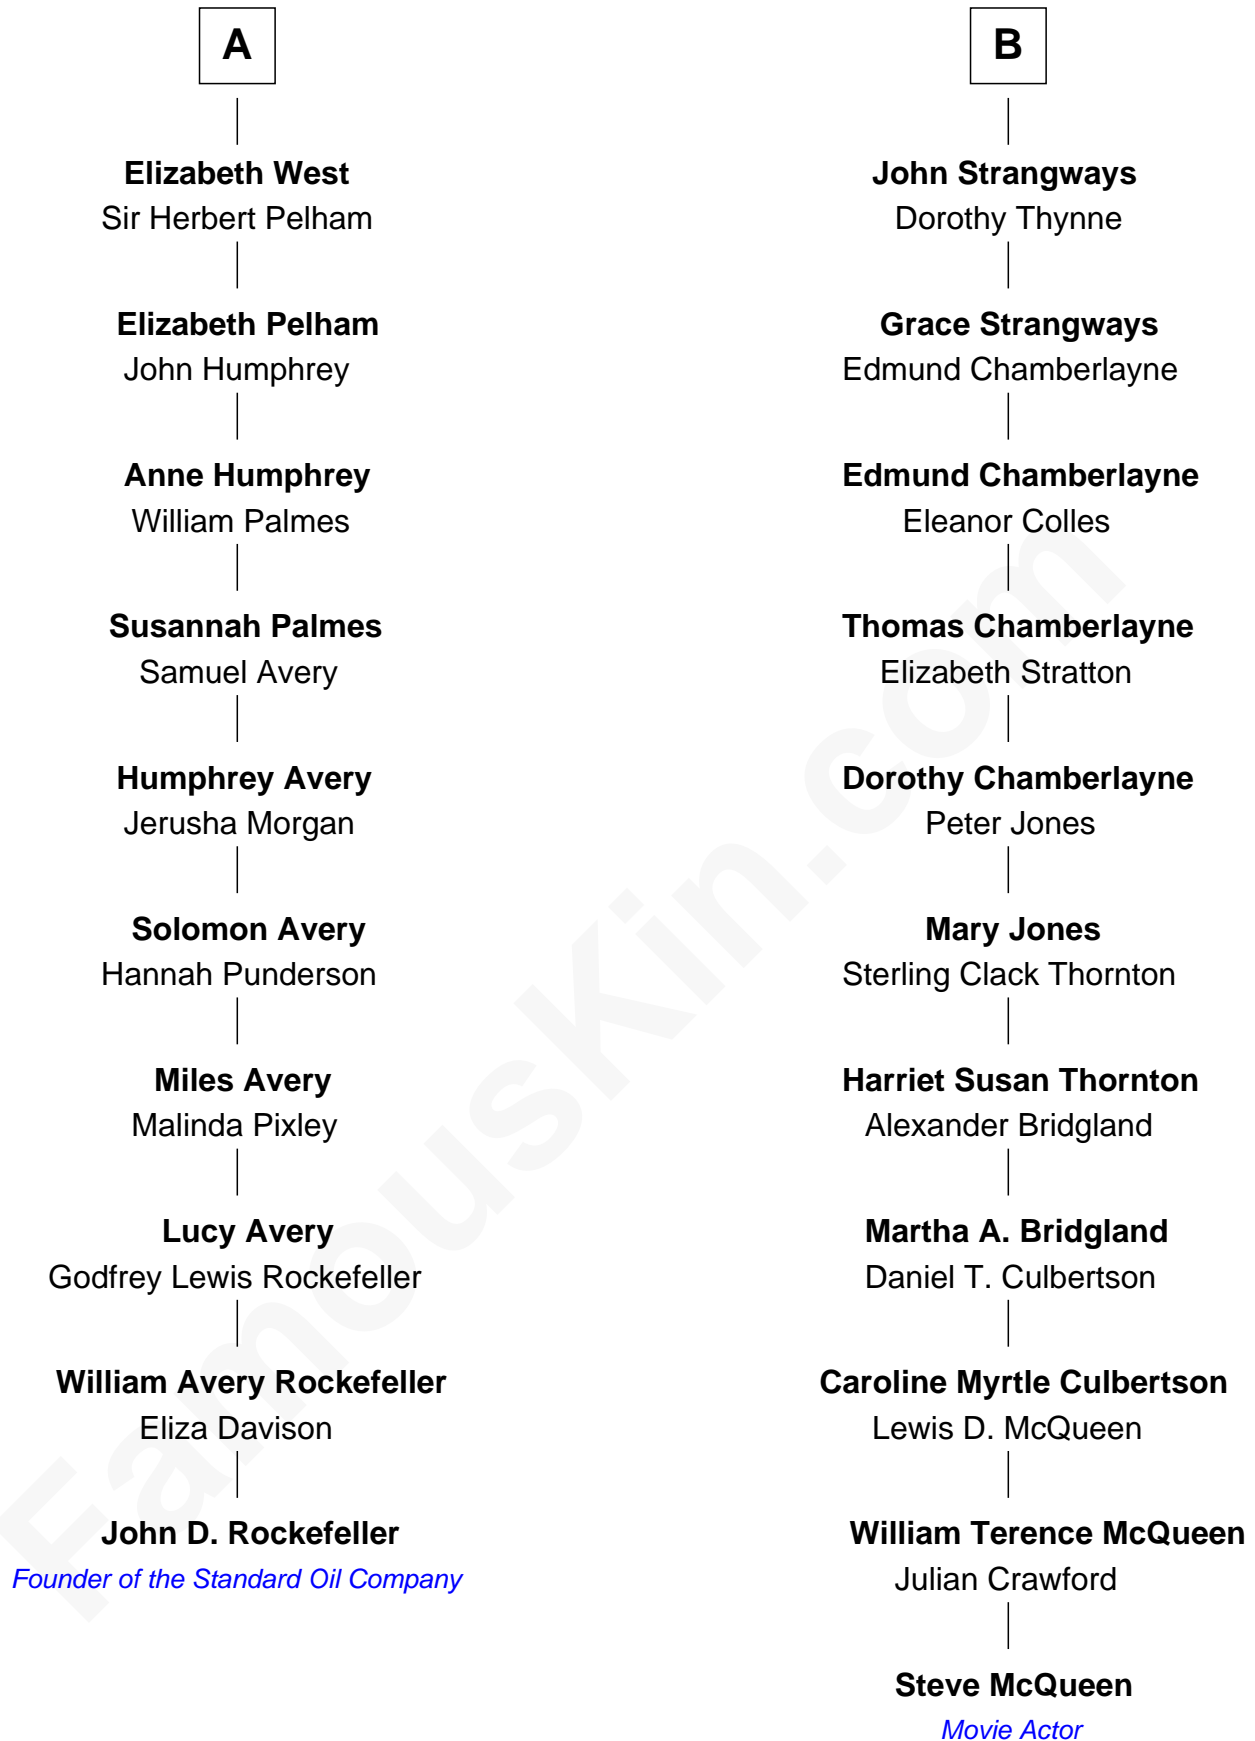 A
Elizabeth West
Sir Herbert Pelham
Elizabeth Pelham
John Humphrey
Anne Humphrey
William Palmes
Susannah Palmes
Samuel Avery
Humphrey Avery
Jerusha Morgan
Solomon Avery
Hannah Punderson
Miles Avery
Malinda Pixley
Lucy Avery
Godfrey Lewis Rockefeller
William Avery Rockefeller
Eliza Davison
John D. Rockefeller
Founder of the Standard Oil Company
B
John Strangways
Dorothy Thynne
Grace Strangways
Edmund Chamberlayne
Edmund Chamberlayne
Eleanor Colles
Thomas Chamberlayne
Elizabeth Stratton
Dorothy Chamberlayne
Peter Jones
Mary Jones
Sterling Clack Thornton
Harriet Susan Thornton
Alexander Bridgland
Martha A. Bridgland
Daniel T. Culbertson
Caroline Myrtle Culbertson
Lewis D. McQueen
William Terence McQueen
Julian Crawford
Steve McQueen
Movie Actor
FamousKin.com